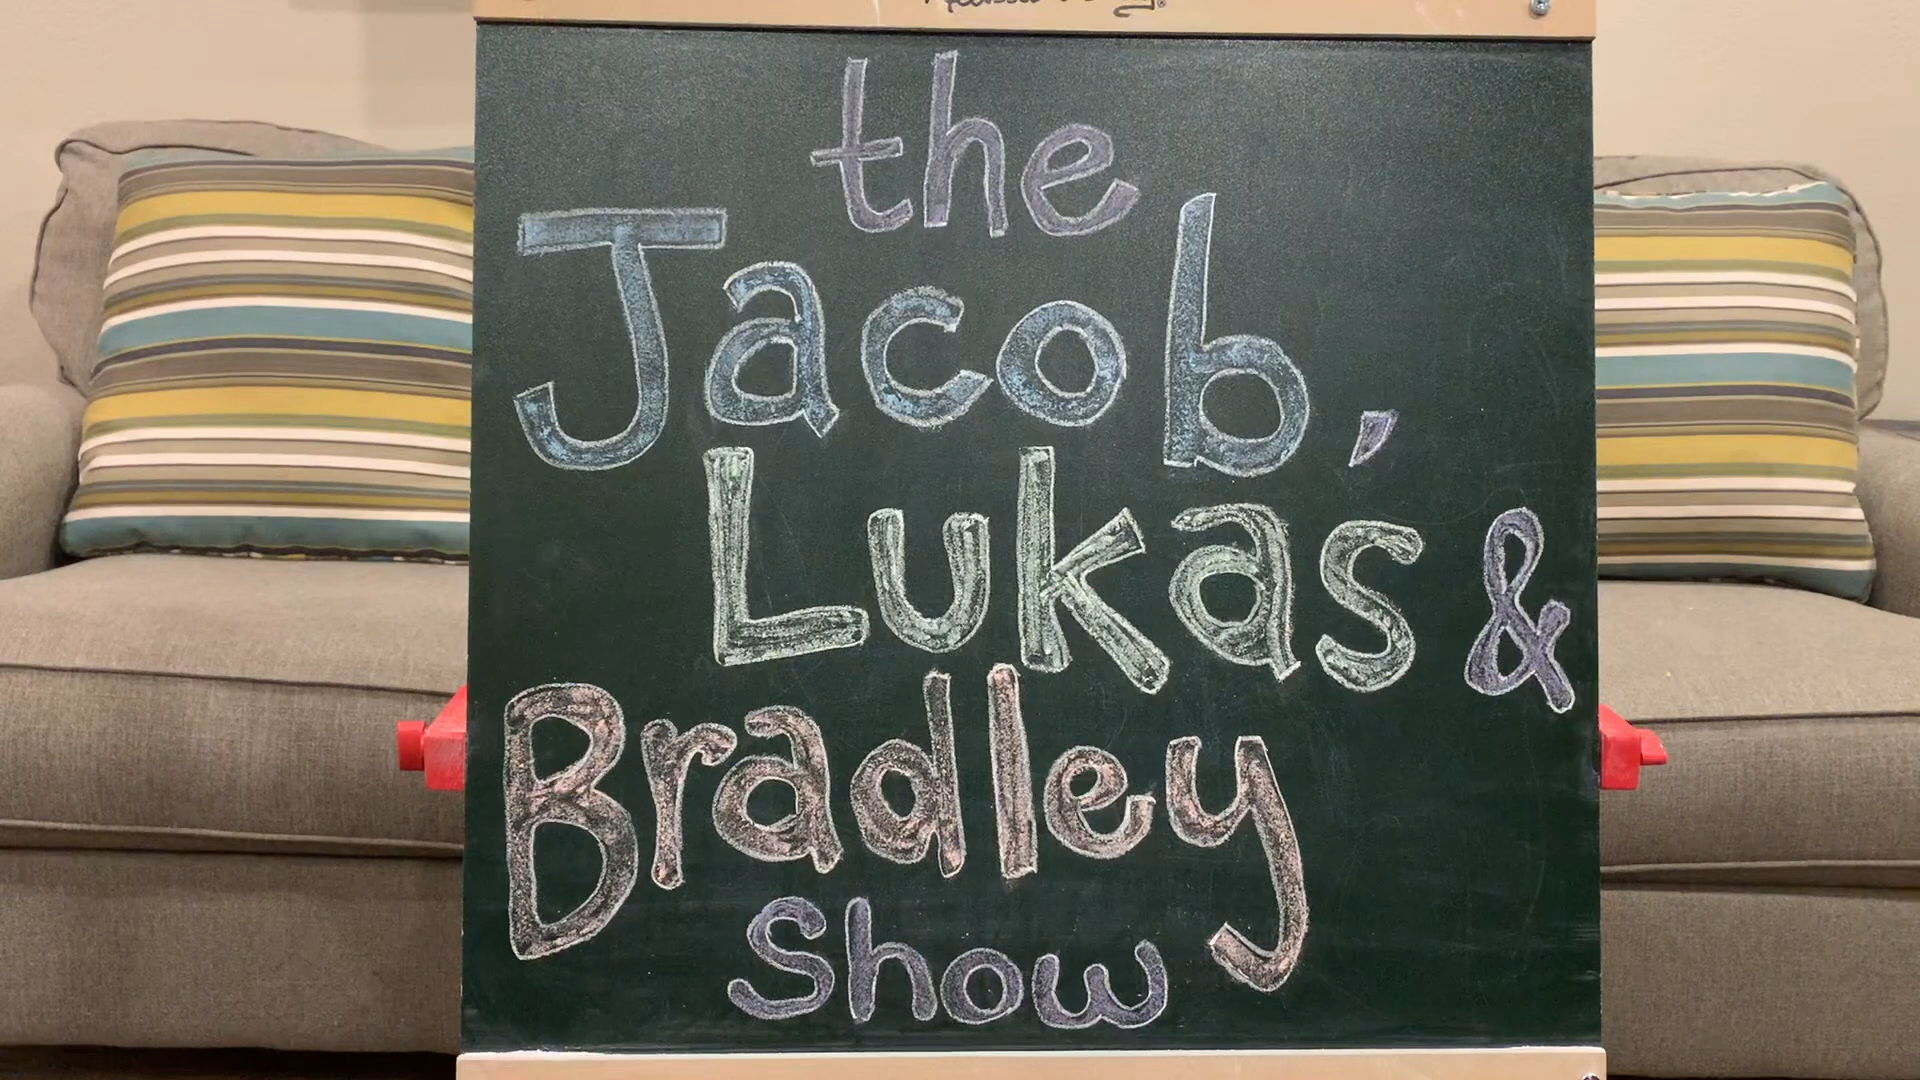 the
Jacob,
Lukas &
Bradley
Show